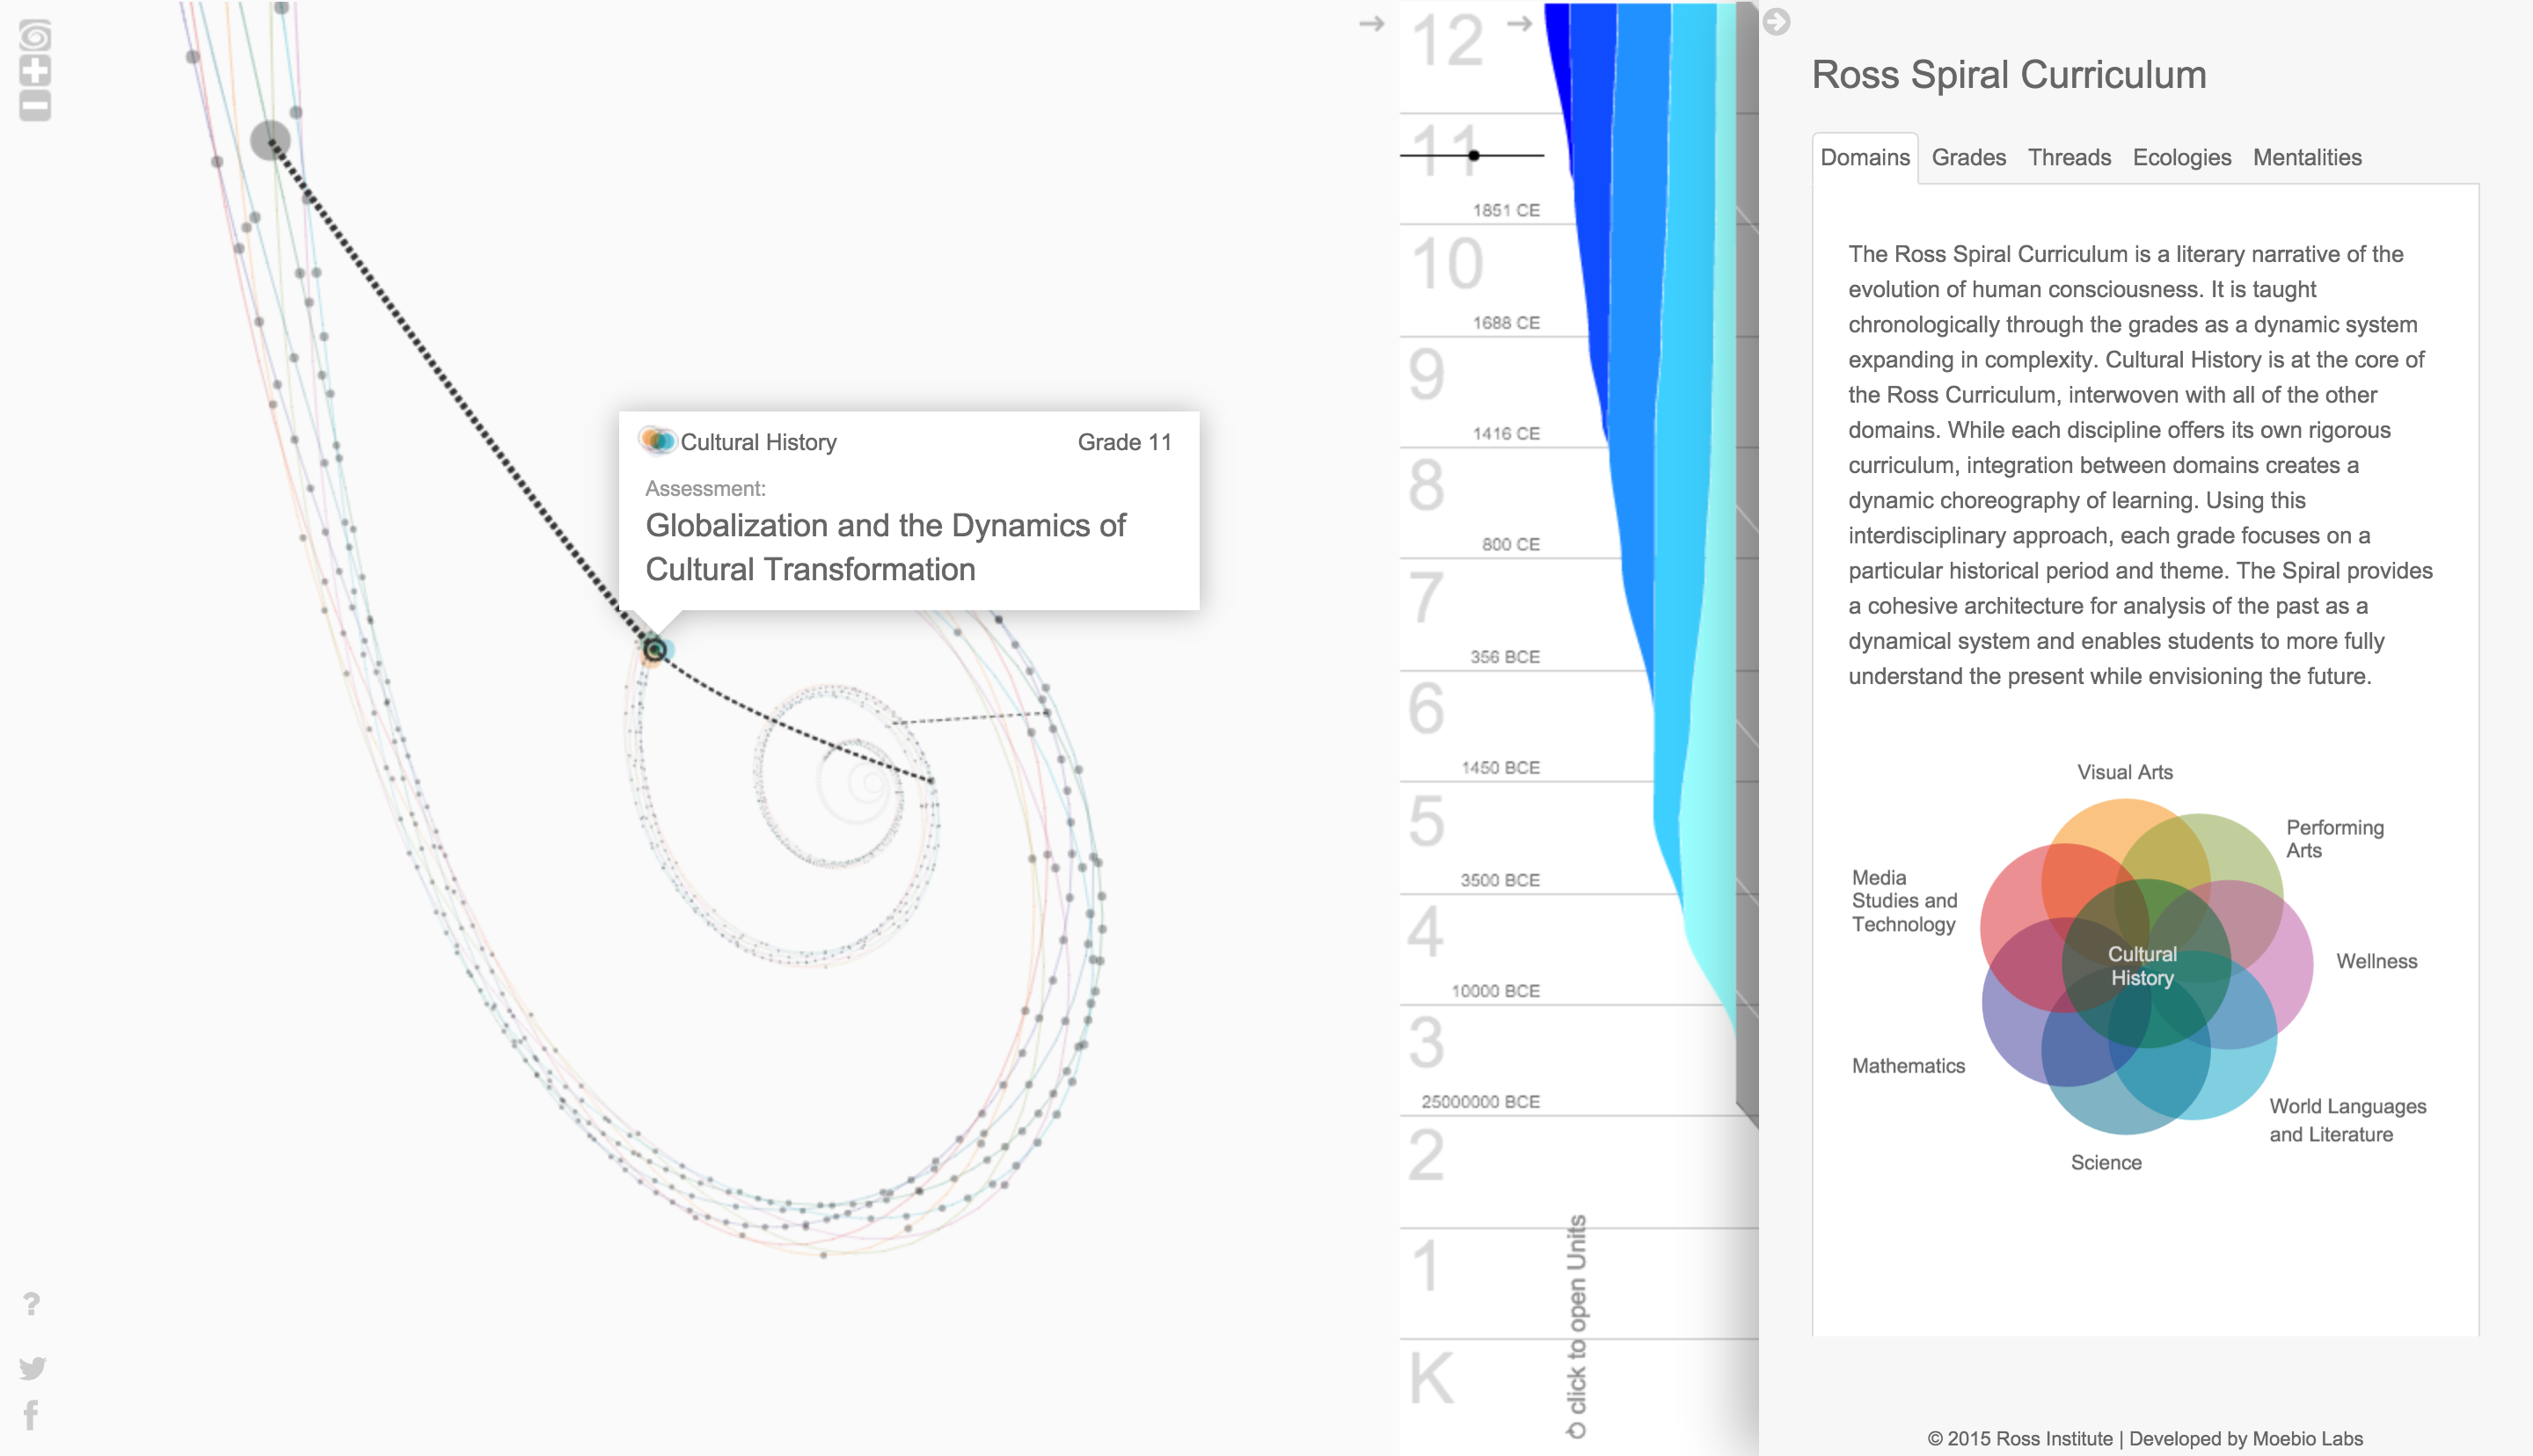 Cultural History Grade 11
Assessment:
Globalization and the Dynamics of
Cultural Transformation
?
12
11
1851 CE
10
1688 CE
9
1416 CE
8
800 CE
7
356 BCE
6
1450 BCE
5
3500 BCE
4
10000 BCE
3
25000000 BCE
2
1
K
click to open Units
Ross Spiral Curriculum
Domains Grades Threads Ecologies Mentalities
The Ross Spiral Curriculum is a literary narrative of the
evolution of human consciousness. It is taught
chronologically through the grades as a dynamic system
expanding in complexity. Cultural History is at the core of
the Ross Curriculum, interwoven with all of the other
domains. While each discipline offers its own rigorous
curriculum, integration between domains creates a
dynamic choreography of learning. Using this
interdisciplinary approach, each grade focuses on a
particular historical period and theme. The Spiral provides
a cohesive architecture for analysis of the past as a
dynamical system and enables students to more fully
understand the present while envisioning the future.
Visual Arts
Performing
Arts
Media
Studies and
Technology
Cultural
History
Wellness
Mathematics
World Languages
and Literature
Science
© 2015 Ross Institute | Developed by Moebio Labs